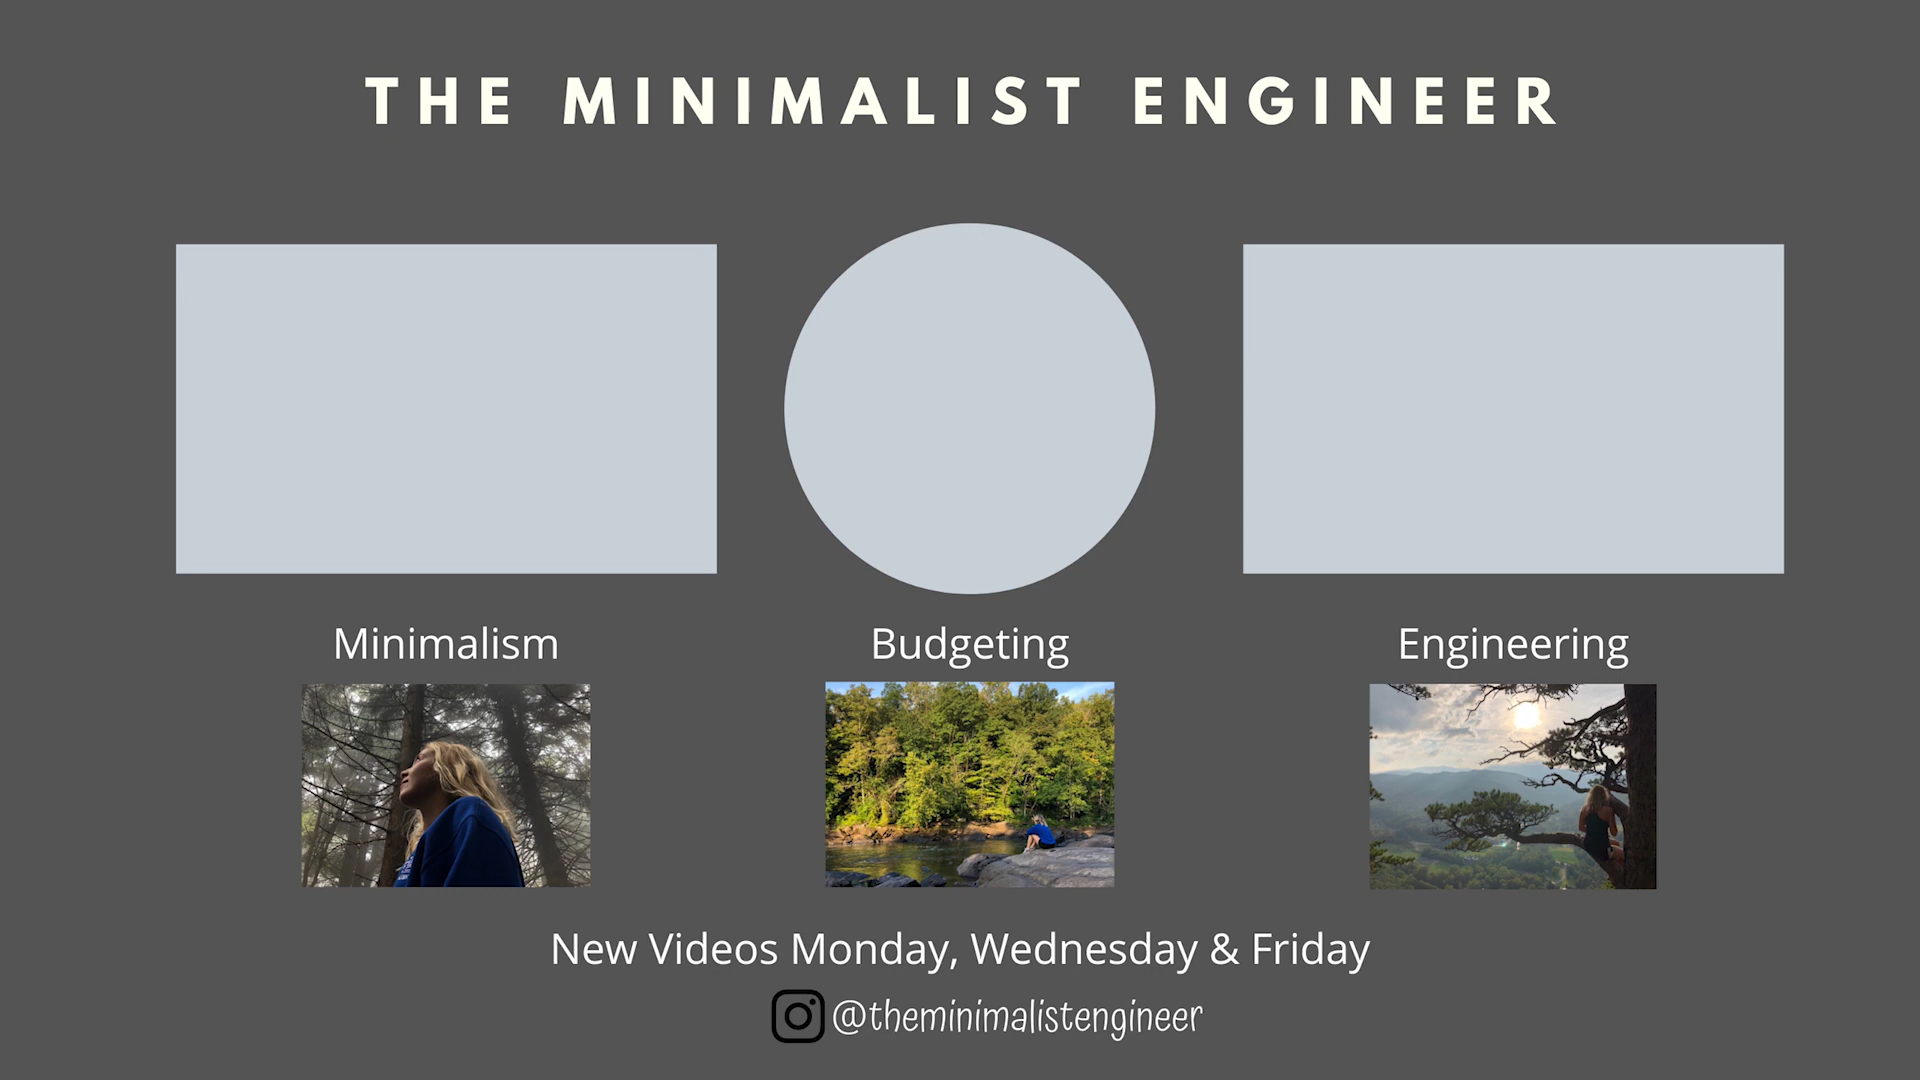 THE MINIMALIST ENGINEER
Minimalism
Budgeting
Engineering
New Videos Monday, Wednesday & Friday
@theminimalistengineer